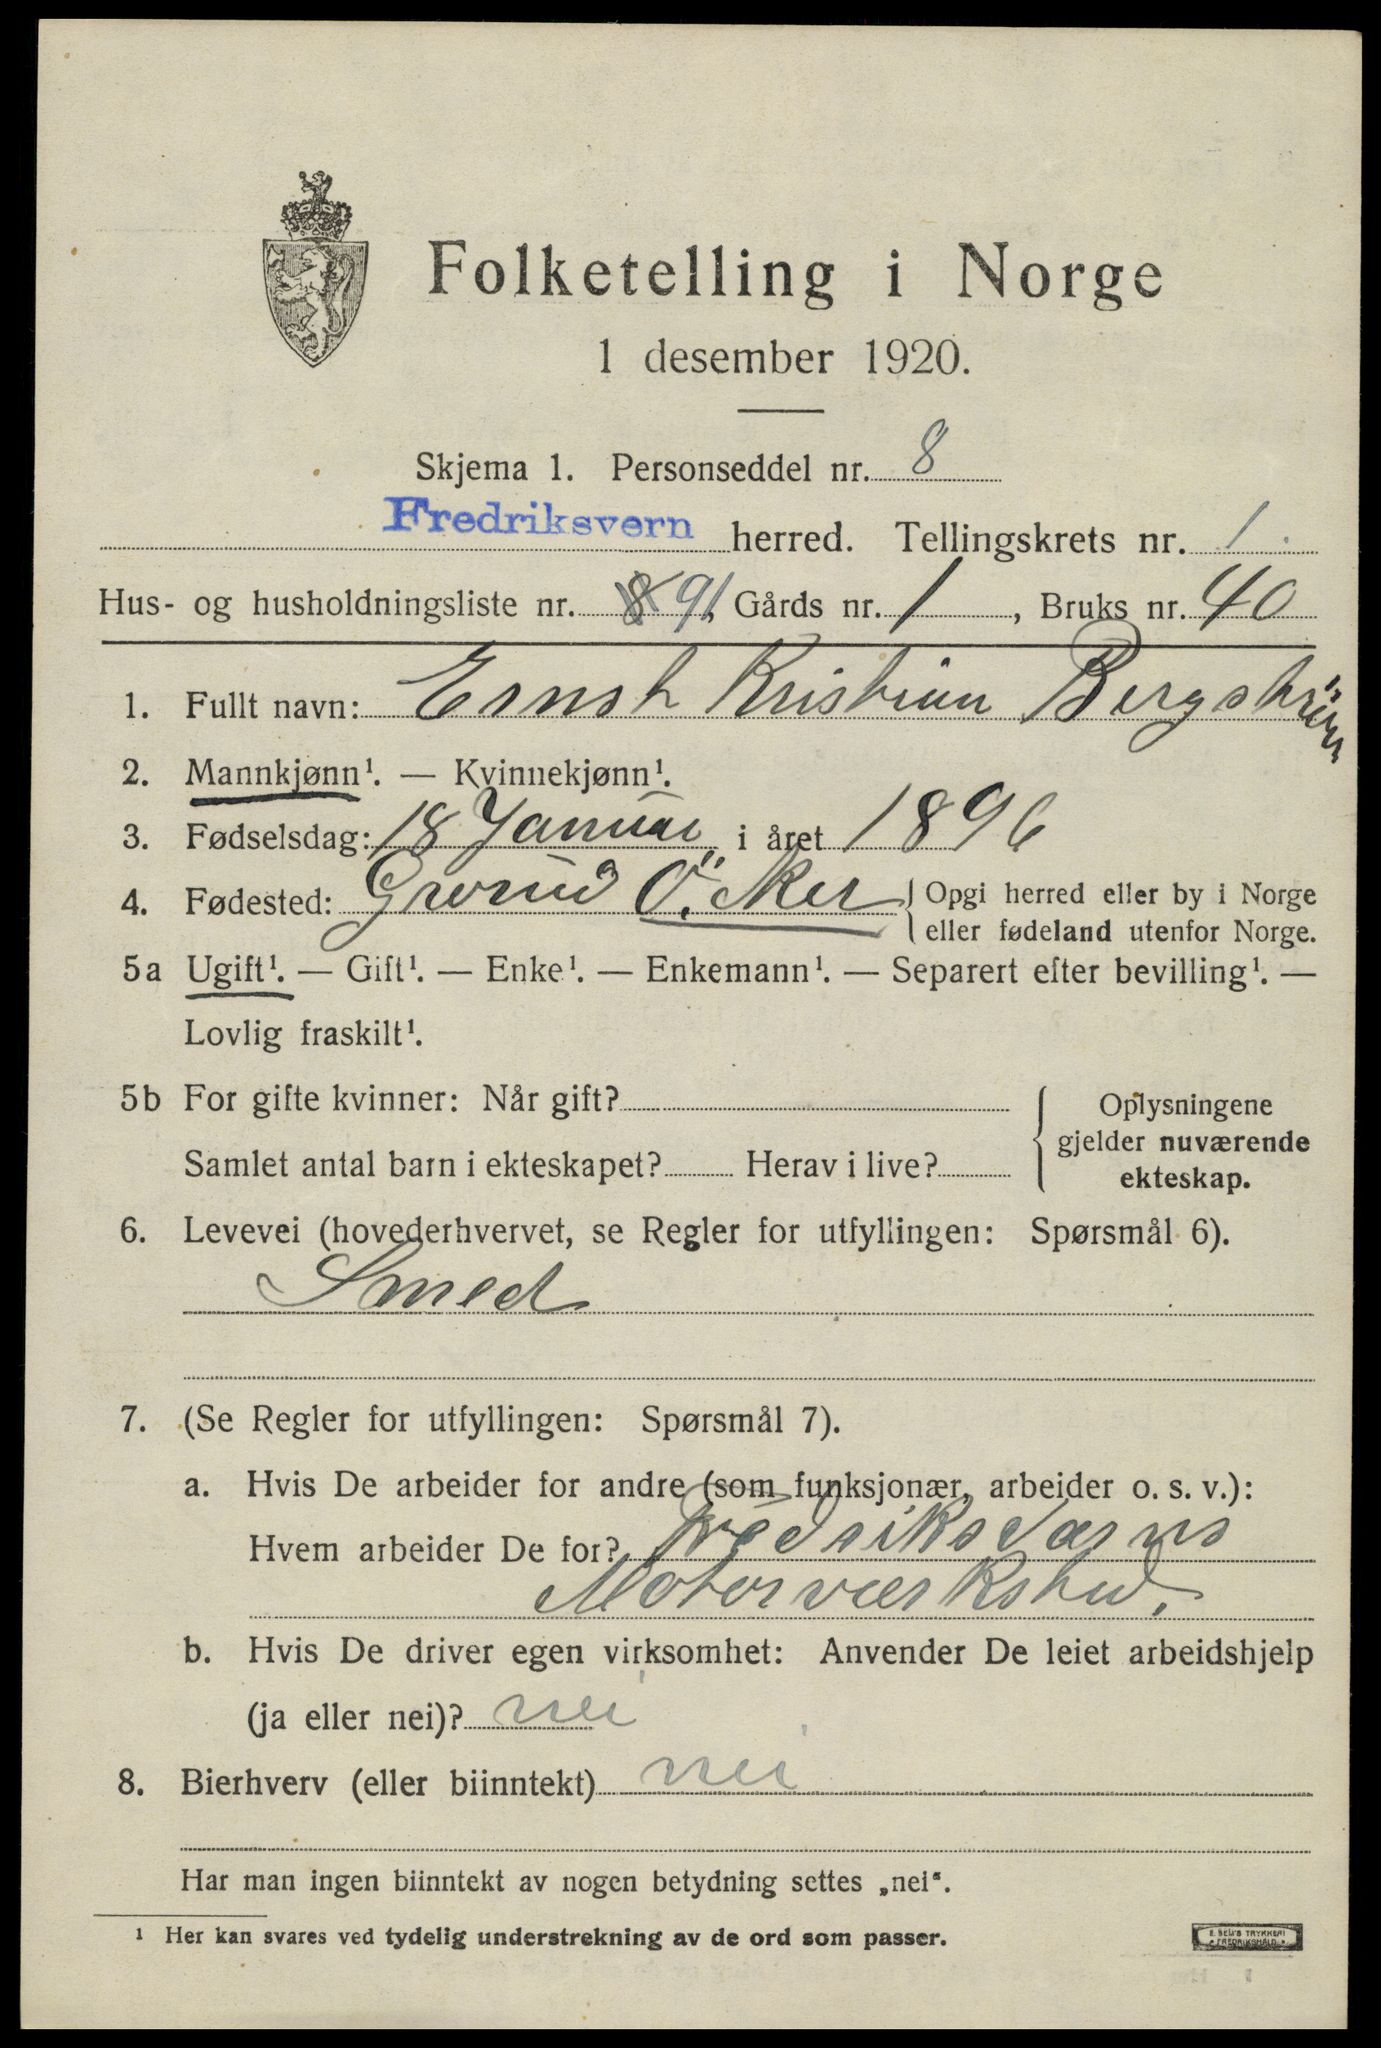 Folketelling i Norge
1 desember 1920.
Skjema 1. Personseddel nr. 8
Fredriksvern herred. Tellingskrets nr. 1.
Hus- og husholdningsliste nr. 8 91, Gårds nr. 1, Bruks nr. 40
1. Fullt navn: Ernst Kristian Bergström
2. Mannkjønn¹. — Kvinnekjønn¹.
3. Fødselsdag: 18 Januar i året 1896
4. Fødested: Grorud Ö. Aker { Opgi herred eller by i Norge
eller fødeland utenfor Norge.
5a Ugift¹. — Gift¹. — Enke¹. — Enkemann¹. — Separert efter bevilling¹. —
Lovlig fraskilt¹.
5b For gifte kvinner: Når gift?
Samlet antal barn i ekteskapet? Herav i live?
Oplysningene
gjelder nuværende
ekteskap.
6. Levevei (hovederhvervet, se Regler for utfyllingen: Spørsmål 6).
Smed
7. (Se Regler for utfyllingen: Spørsmål 7).
a. Hvis De arbeider for andre (som funksjonær, arbeider o. s. v.):
Hvem arbeider De for? Fredriksværns
Motorværksted.
b. Hvis De driver egen virksomhet: Anvender De leiet arbeidshjelp
(ja eller nei)? nei
8. Bierhverv (eller biinntekt) nei
Har man ingen biinntekt av nogen betydning settes „nei“.
¹ Her kan svares ved tydelig understrekning av de ord som passer.
E. SEM'S TRYKKERI
• FREDRIKSHALD •